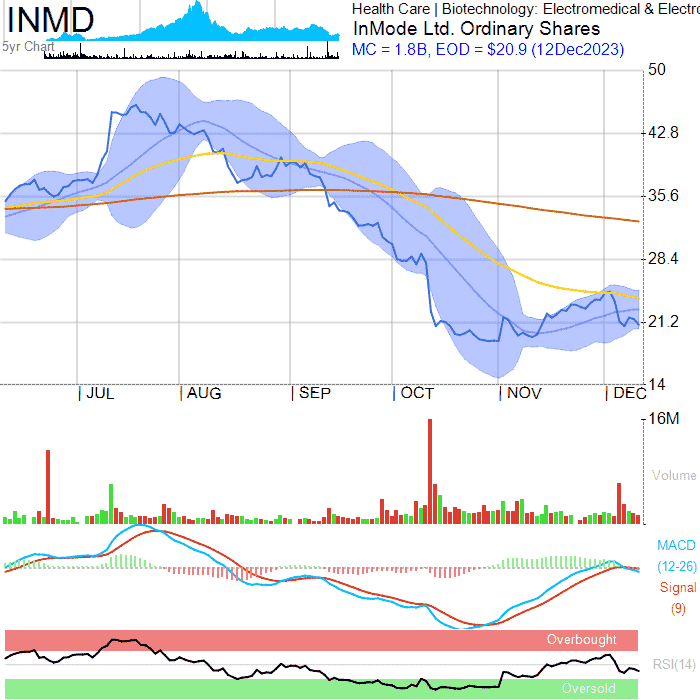 INMD
5yr Chart
Health Care | Biotechnology: Electromedical & Electro
InMode Ltd. Ordinary Shares
MC = 1.8B, EOD = $20.9 (12Dec2023)
50
42.8
35.6
28.4
21.2
14
JUL AUG SEP OCT NOV DEC
16M
Volume
MACD
(12-26)
Signal
(9)
Overbought
RSI(14)
Oversold